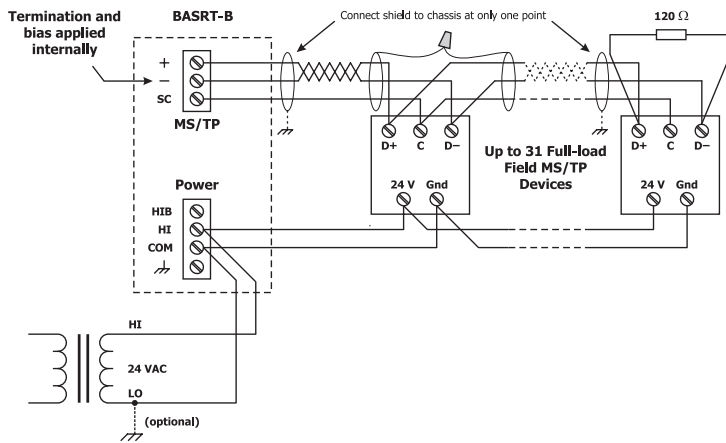 Termination and
bias applied
internally
BASRT-B
Connect shield to chassis at only one point
120 Ω
+
−
SC
MS/TP
D+ C D−
Up to 31 Full-load
Field MS/TP
Devices
D+ C D−
24 V Gnd
24 V Gnd
Power
HIB
HI
COM
HI
24 VAC
LO
(optional)